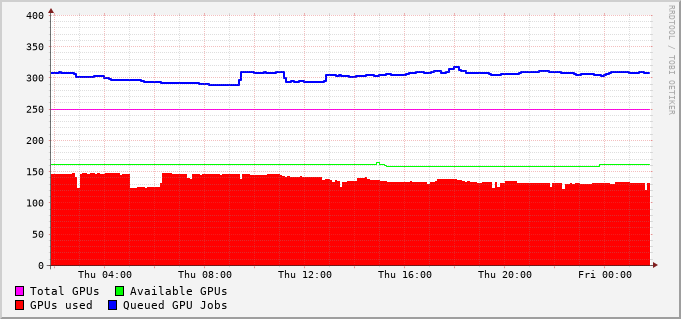 400
350
300
250
200
150
100
50
0
Thu 04:00 Thu 08:00 Thu 12:00 Thu 16:00 Thu 20:00 Fri 00:00
Total GPUs Available GPUs
GPUs used Queued GPU Jobs
RRDTOOL / TOBI OETIKER